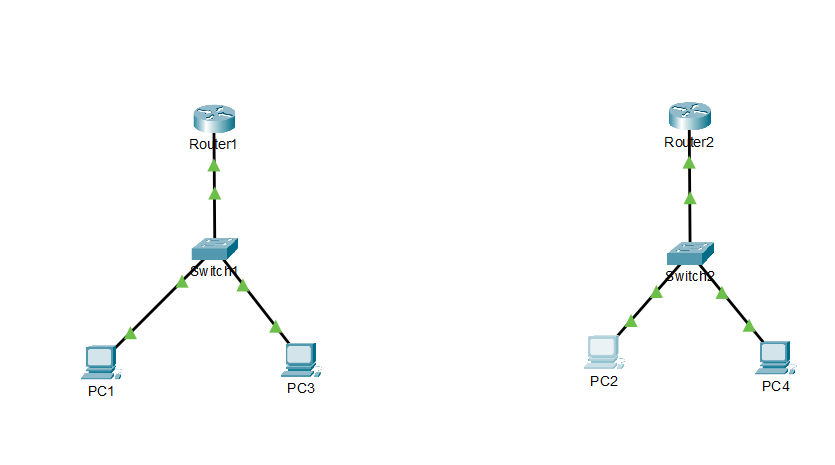 Router1
Router2
Switch1
Switch2
PC1
PC3
PC2
PC4